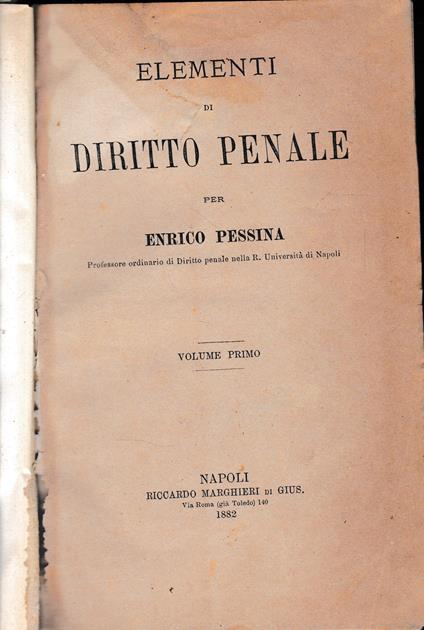 ELEMENTI
DI
DIRITTO PENALE
PER
ENRICO PESSINA
Professore ordinario di Diritto penale nella R. Università di Napoli
VOLUME PRIMO
NAPOLI
RICCARDO MARGHIERI DI GIUS.
Via Roma (già Toledo) 140
1882